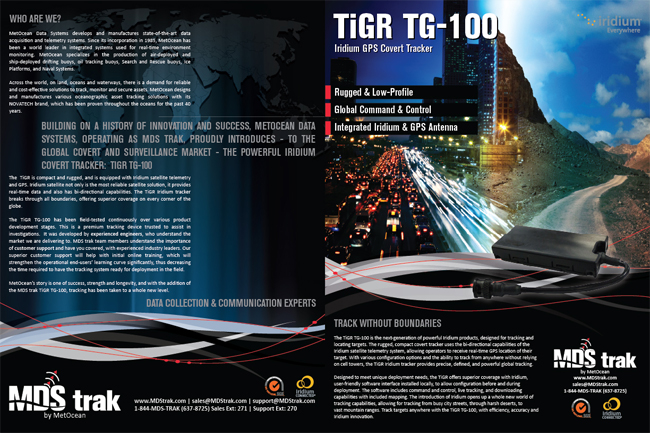 WHO ARE WE?
MetOcean Data Systems develops and manufactures state-of-the-art data
acquisition and telemetry systems. Since its incorporation in 1985, MetOcean has
been a world leader in integrated systems used for real-time environment
monitoring. MetOcean specializes in the production of air-deployed and
ship-deployed drifting buoys, oil tracking buoys, Search and Rescue buoys, Ice
Platforms, and Naval Systems.
Across the world, on land, oceans and waterways, there is a demand for reliable
and cost-effective solutions to track, monitor and secure assets. MetOcean designs
and manufactures various oceanographic asset tracking solutions with its
NOVATECH brand, which has been proven throughout the oceans for the past 40
years.
BUILDING ON A HISTORY OF INNOVATION AND SUCCESS, METOCEAN DATA
SYSTEMS, OPERATING AS MDS TRAK, PROUDLY INTRODUCES - TO THE
GLOBAL COVERT AND SURVEILLANCE MARKET - THE POWERFUL IRIDIUM
COVERT TRACKER: TIGR TG-100
The TiGR is compact and rugged, and is equipped with Iridium satellite telemetry
and GPS. Iridium satellite not only is the most reliable satellite solution, it provides
real-time data and also has bi-directional capabilities. The TiGR Iridium tracker
breaks through all boundaries, offering superior coverage on every corner of the
globe.
The TiGR TG-100 has been field-tested continuously over various product
development stages. This is a premium tracking device trusted to assist in
investigations. It was developed by experienced engineers, who understand the
market we are delivering to. MDS trak team members understand the importance
of customer support and have you covered, with experienced industry leaders. Our
superior customer support will help with initial online training, which will
strengthen the operational end-users' learning curve significantly, thus decreasing
the time required to have the tracking system ready for deployment in the field.
MetOcean's story is one of success, strength and longevity, and with the addition of
the MDS trak TiGR TG-100, tracking has been taken to a whole new level.
DATA COLLECTION & COMMUNICATION EXPERTS
MDS trak
by MetOcean
www.MDStrak.com | sales@MDStrak.com | support@MDStrak.com
1-844-MDS-TRAK (637-8725) Sales Ext: 271 | Support Ext: 270
iridium
CONNECTED
TiGR TG-100
Iridium GPS Covert Tracker
iridium
Everywhere
Rugged & Low-Profile
Global Command & Control
Integrated Iridium & GPS Antenna
TRACK WITHOUT BOUNDARIES
The TiGR TG-100 is the next-generation of powerful Iridium products, designed for tracking and
locating targets. The rugged, compact covert tracker uses the bi-directional capabilities of the
Iridium satellite telemetry system, allowing operators to receive real-time GPS location of their
target. With various configuration options and the ability to track from anywhere without relying
on cell towers, the TiGR Iridium tracker provides precise, defined, and powerful global tracking.
Designed to meet unique deployment needs, the TiGR offers superior coverage with Iridium,
user-friendly software interface installed locally, to allow configuration before and during
deployment. The software includes command and control, live tracking, and downloading
capabilities with included mapping. The introduction of Iridium opens up a whole new world of
tracking capabilities, allowing for tracking from busy city streets, through harsh deserts, to
vast mountain ranges. Track targets anywhere with the TiGR TG-100, with efficiency, accuracy and
Iridium innovation.
MDS trak
by MetOcean
www.MDStrak.com
sales@MDStrak.com
1-844-MDS-TRAK (637-8725)
iridium
CONNECTED